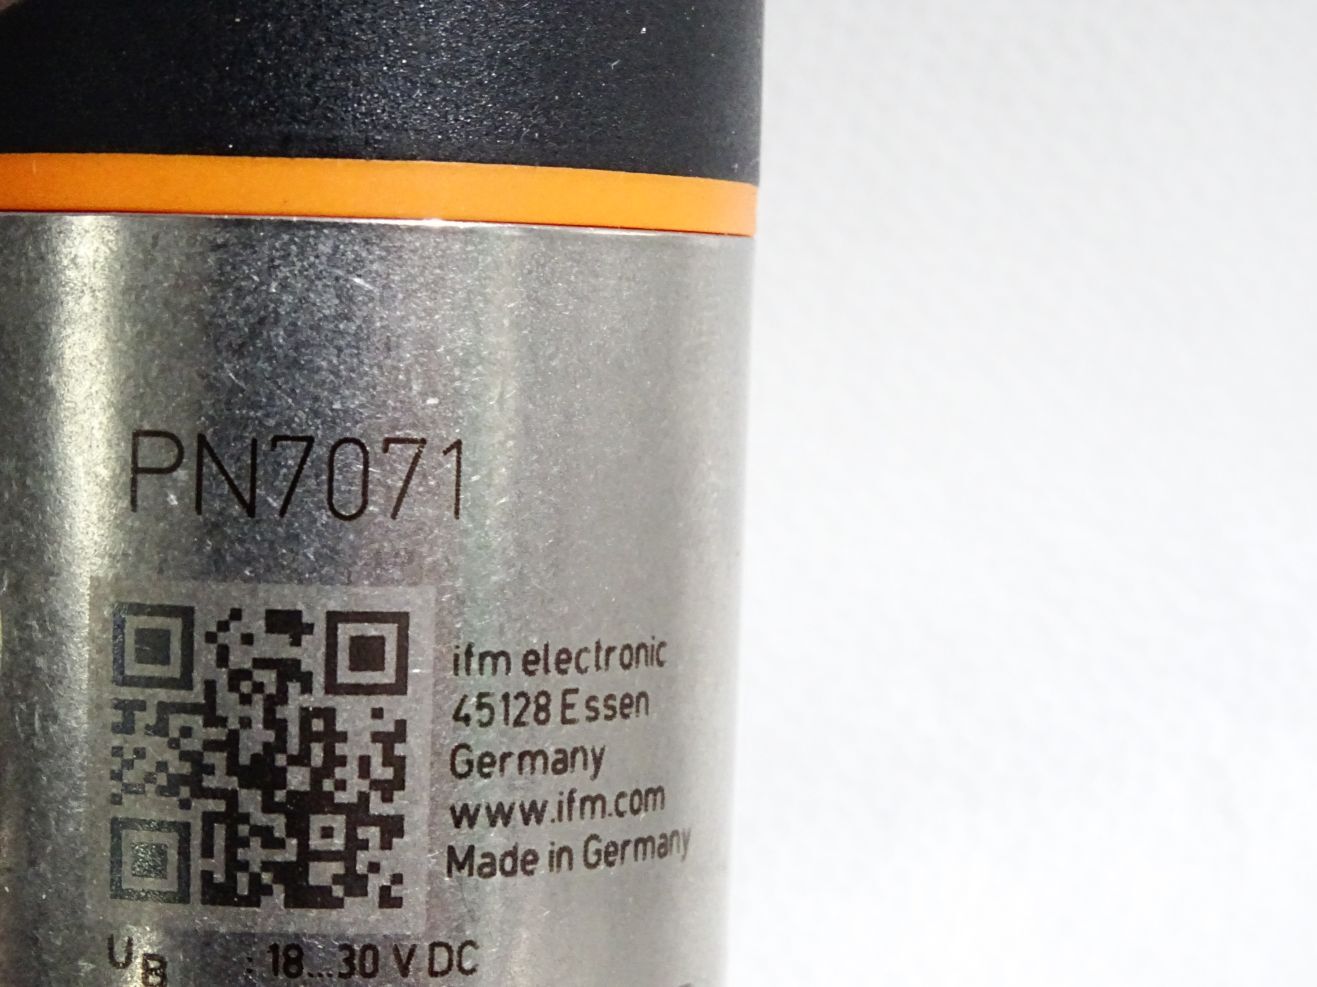 PN7071
ifm electronic
45128 Essen
Germany
www.ifm.com
Made in Germany
UB : 18...30 V DC